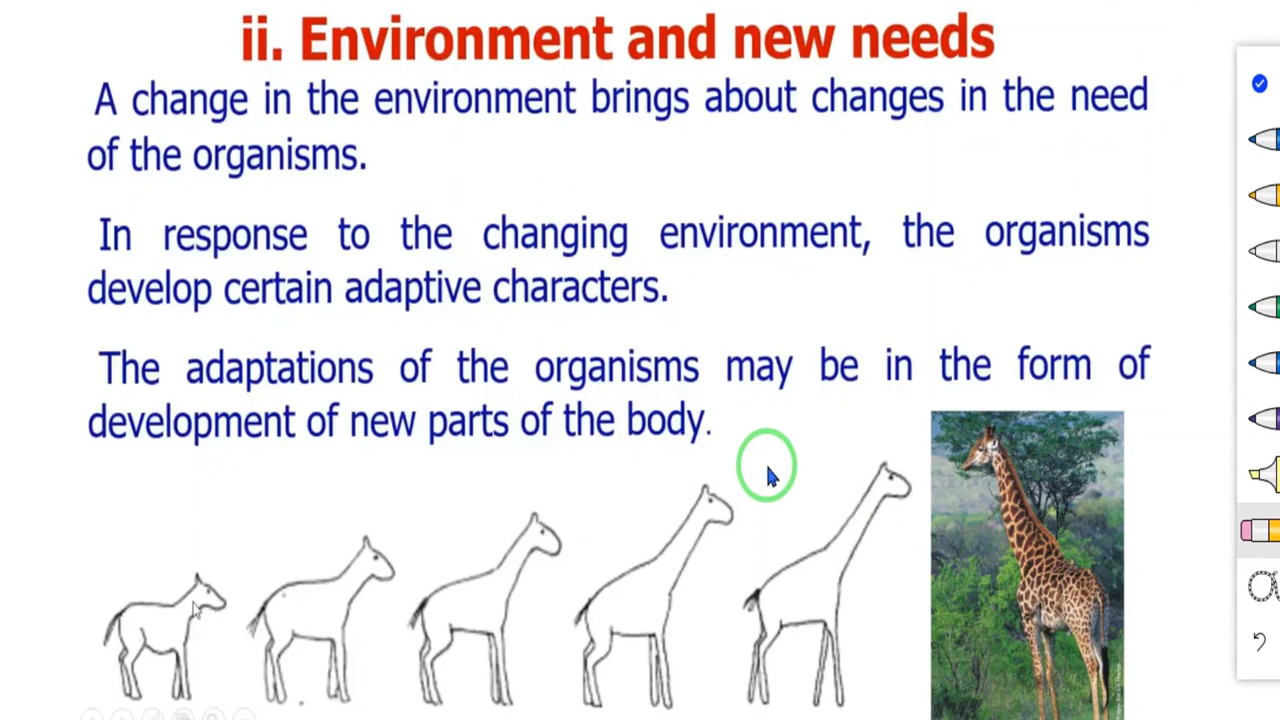 ii. Environment and new needs
A change in the environment brings about changes in the need
of the organisms.
In response to the changing environment, the organisms
develop certain adaptive characters.
The adaptations of the organisms may be in the form of
development of new parts of the body.